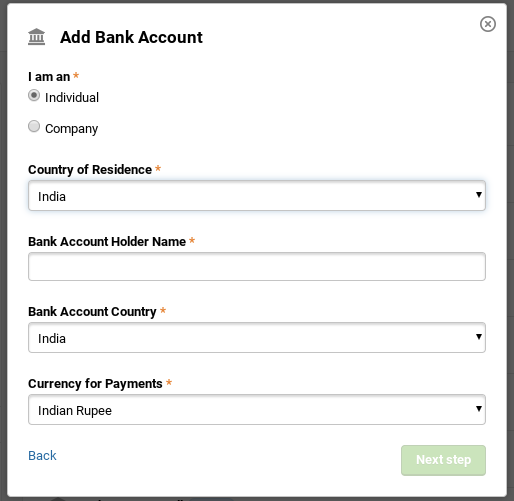 Add Bank Account
I am an *
Individual
Company
Country of Residence *
India
Bank Account Holder Name *
Bank Account Country *
India
Currency for Payments *
Indian Rupee
Back
Next step